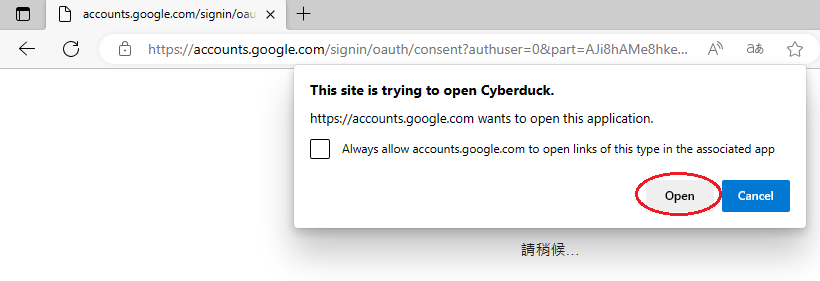 accounts.google.com/signin/oau
https://accounts.google.com/signin/oauth/consent?authuser=0&part=AJi8hAMe8hke...
This site is trying to open Cyberduck.
https://accounts.google.com wants to open this application.
Always allow accounts.google.com to open links of this type in the associated app
Open Cancel
請稍候...